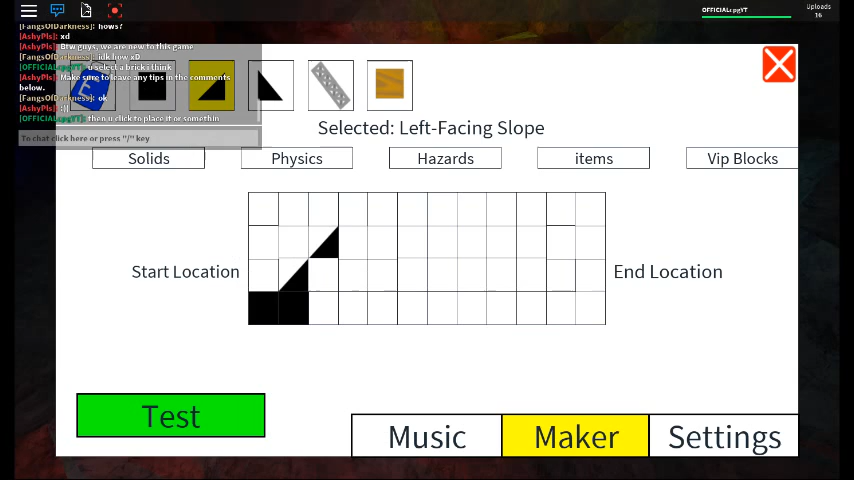 OFFICIALrpgYT
Uploads
16
[FangsOfDarkness]: hows?
[AshyPls]: xd
[AshyPls]: Btw guys, we are new to this game
[FangsOfDarkness]: idk how xD
[OFFICIALrpgYT]: u select a brick i think
[AshyPls]: Make sure to leave any tips in the comments
below.
[FangsOfDarkness]: ok
[AshyPls]: :)]
[OFFICIALrpgYT]: then u click to place it or somethin
To chat click here or press "/" key
Selected: Left-Facing Slope
Solids
Physics
Hazards
items
Vip Blocks
Start Location
End Location
Test
Music
Maker
Settings